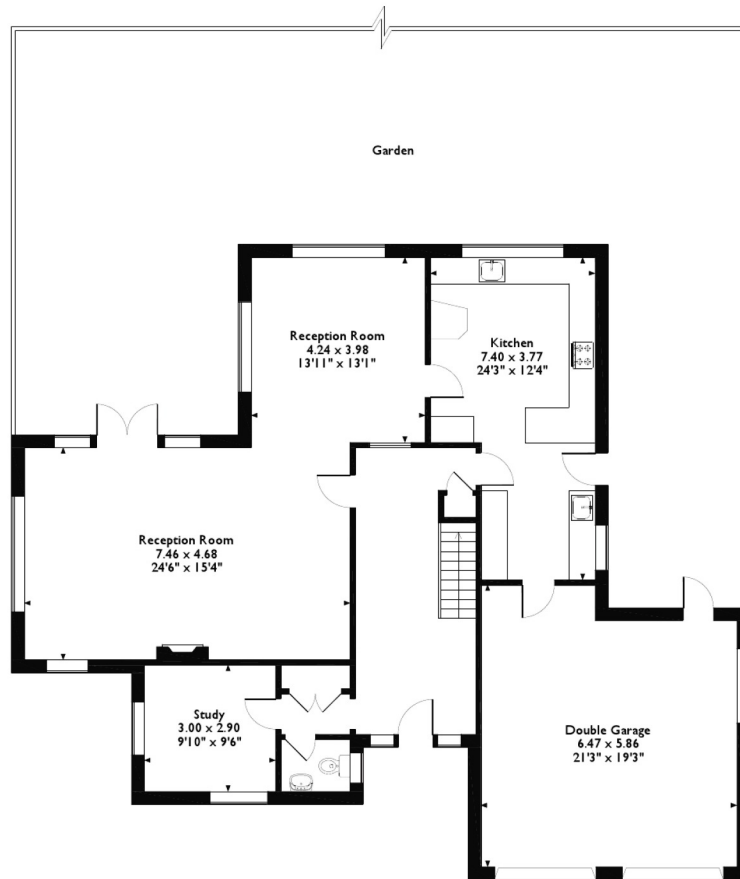 Garden
Reception Room
4.24 x 3.98
13'11" x 13'1"
Kitchen
7.40 x 3.77
24'3" x 12'4"
Reception Room
7.46 x 4.68
24'6" x 15'4"
Study
3.00 x 2.90
9'10" x 9'6"
Double Garage
6.47 x 5.86
21'3" x 19'3"